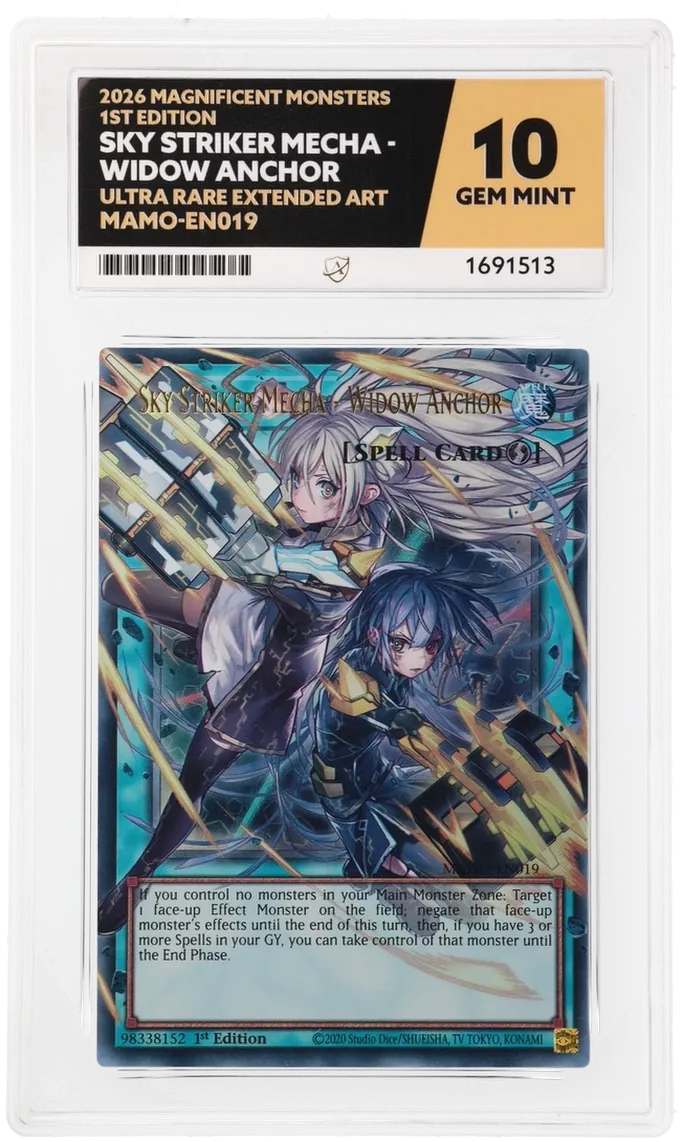 2026 MAGNIFICENT MONSTERS
1ST EDITION
SKY STRIKER MECHA -
WIDOW ANCHOR
ULTRA RARE EXTENDED ART
MAMO-EN019
10
GEM MINT
1691513
SKY STRIKER MECHA - WIDOW ANCHOR
SPELL
魔
[SPELL CARD]
MAMO-EN019
If you control no monsters in your Main Monster Zone: Target
1 face-up Effect Monster on the field; negate that face-up
monster's effects until the end of this turn, then, if you have 3 or
more Spells in your GY, you can take control of that monster until
the End Phase.
98338152 1st Edition
©2020 Studio Dice/SHUEISHA, TV TOKYO, KONAMI